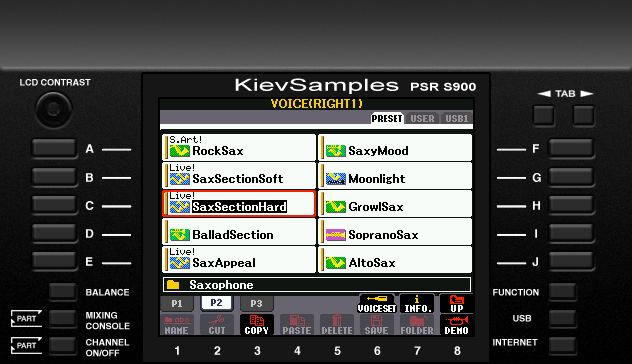 LCD CONTRAST
KievSamples PSR S900
TAB
VOICE(RIGHT1)
PRESET USER USB1
S.Art!
A RockSax SaxyMood F
Live!
B SaxSectionSoft Moonlight G
Live!
C SaxSectionHard GrowlSax H
D BalladSection SopranoSax I
Live!
E SaxAppeal AltoSax J
Saxophone
BALANCE P1 P2 P3 FUNCTION
VOICESET INFO. UP
PART MIXING CONSOLE USB
NAME CUT COPY PASTE DELETE SAVE FOLDER DEMO
PART CHANNEL ON/OFF INTERNET
1 2 3 4 5 6 7 8